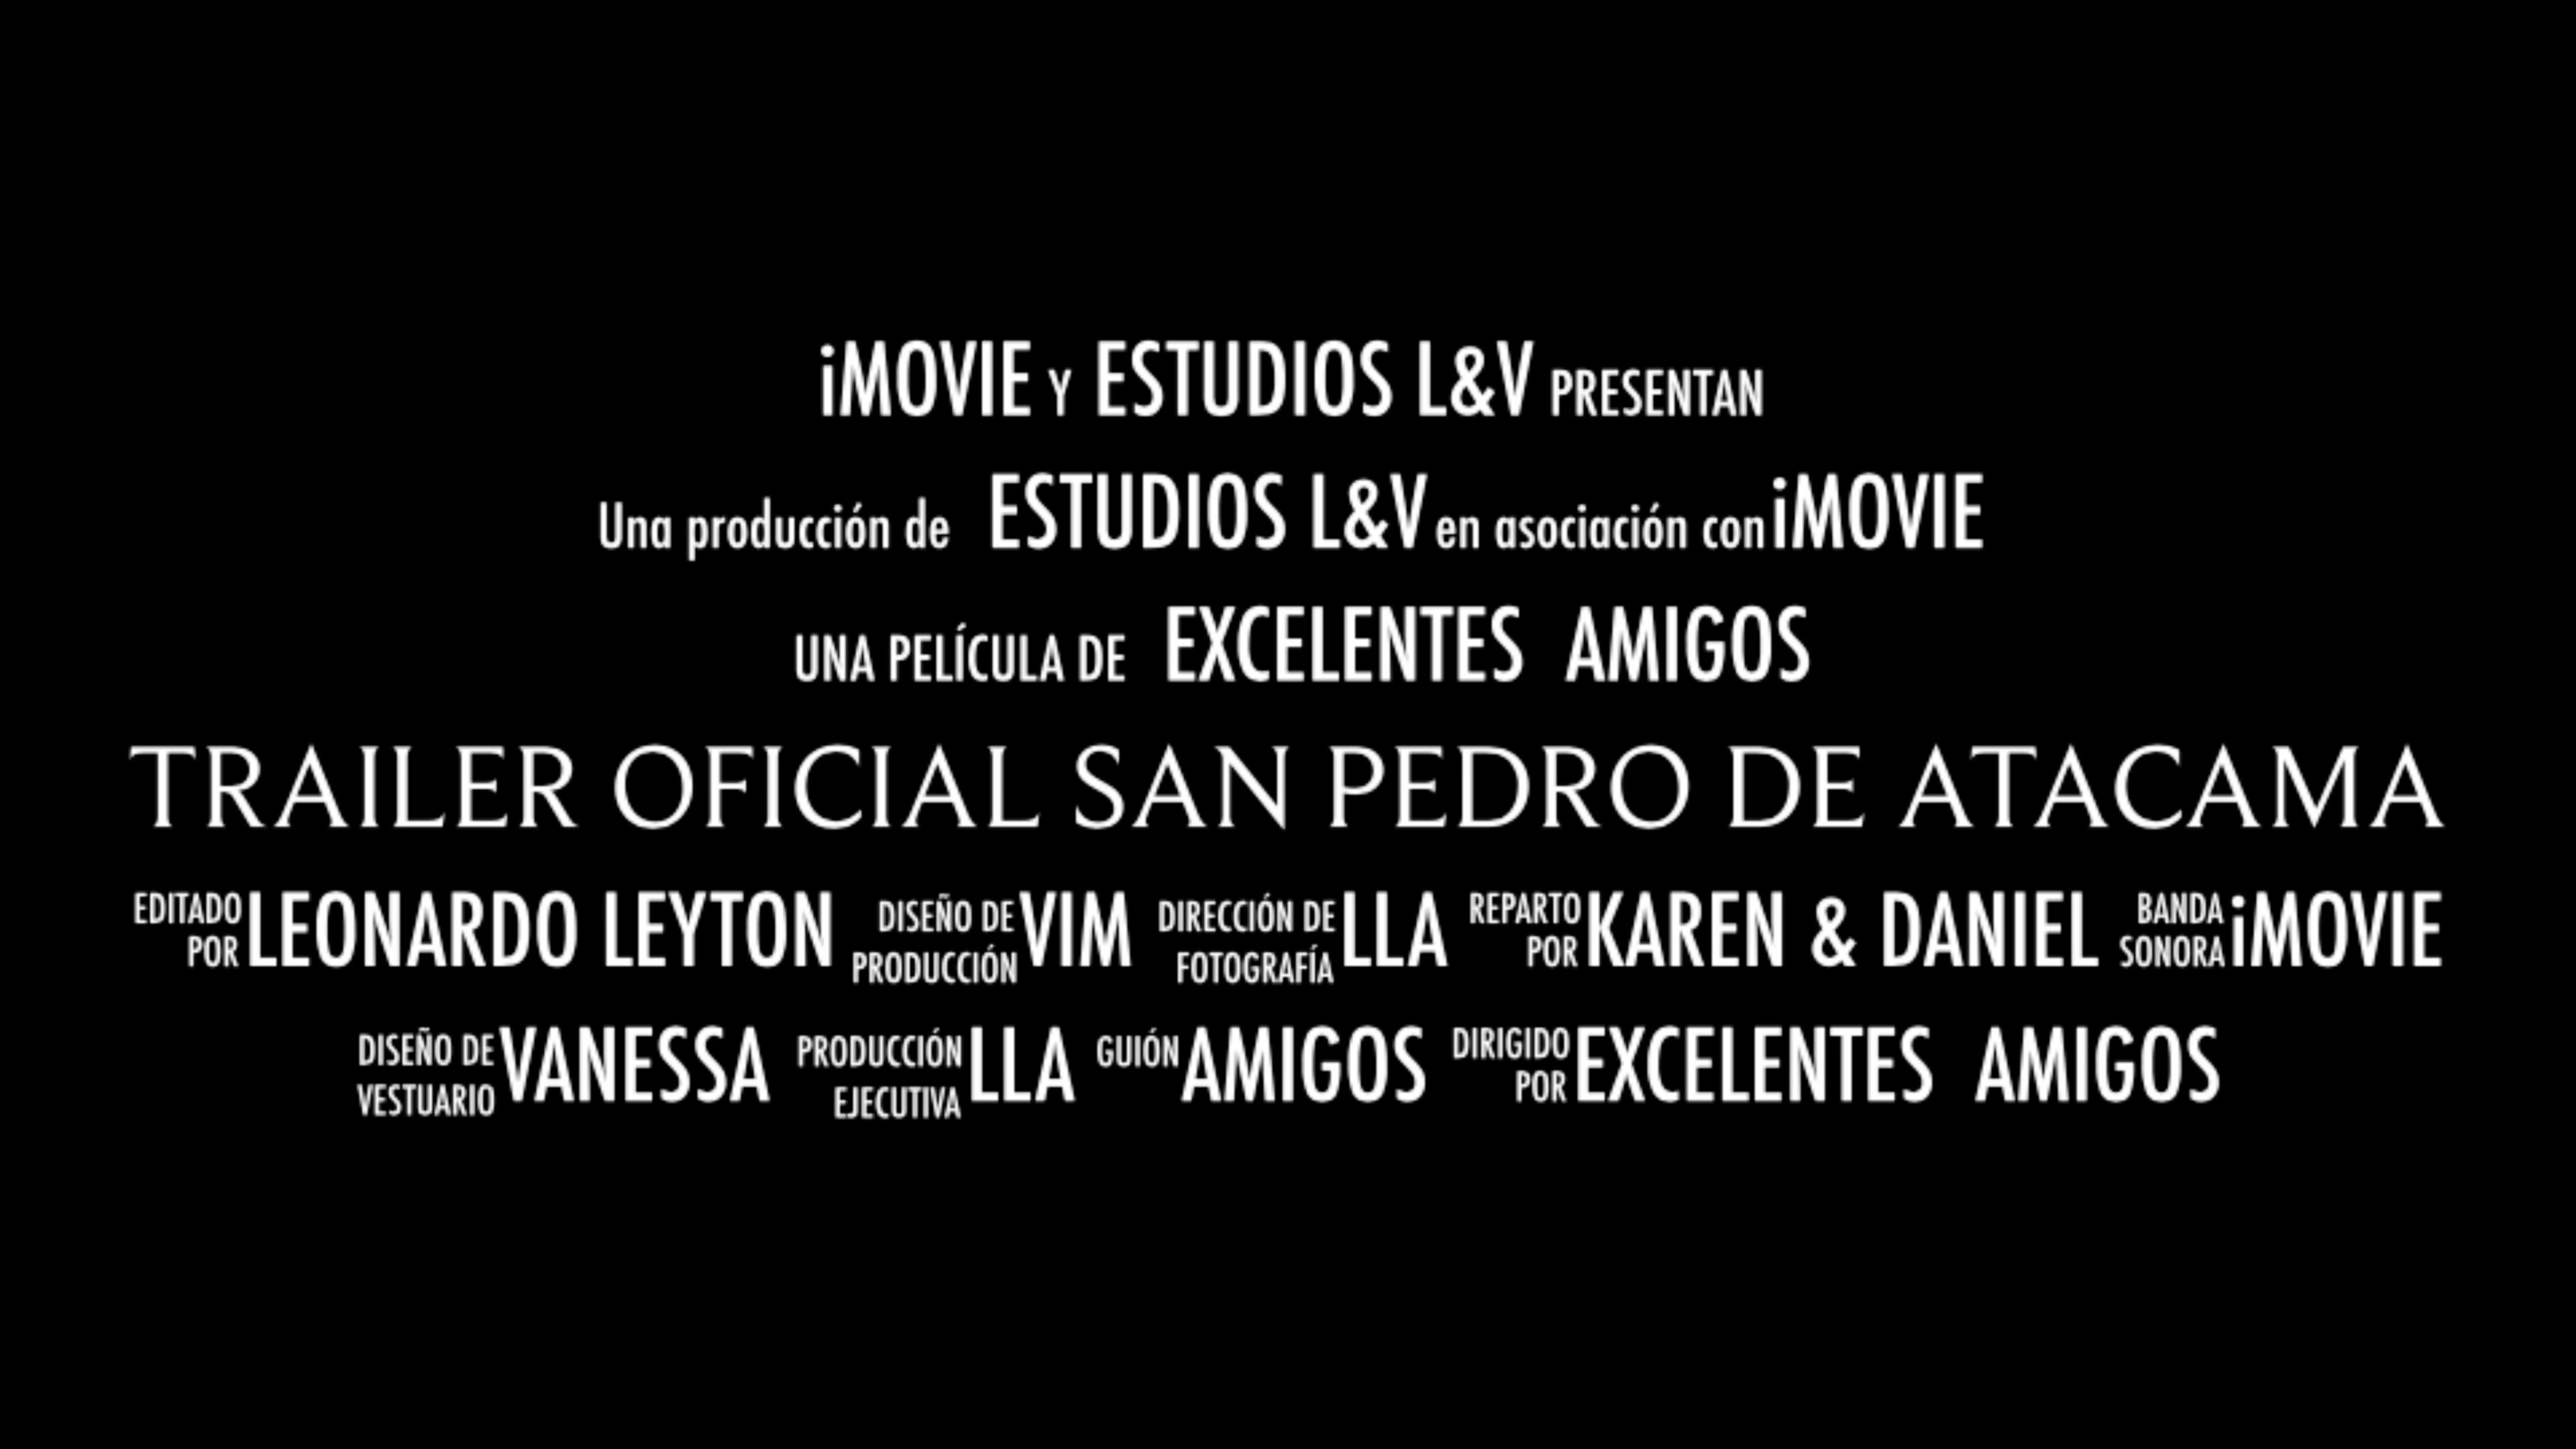 iMOVIE Y ESTUDIOS L&V PRESENTAN
Una producción de ESTUDIOS L&V en asociación con iMOVIE
UNA PELÍCULA DE EXCELENTES AMIGOS
TRAILER OFICIAL SAN PEDRO DE ATACAMA
EDITADO POR LEONARDO LEYTON DISEÑO DE PRODUCCIÓN VIM DIRECCIÓN DE FOTOGRAFÍA LLA REPARTO POR KAREN & DANIEL BANDA SONORA iMOVIE
DISEÑO DE VESTUARIO VANESSA PRODUCCIÓN EJECUTIVA LLA GUIÓN AMIGOS DIRIGIDO POR EXCELENTES AMIGOS